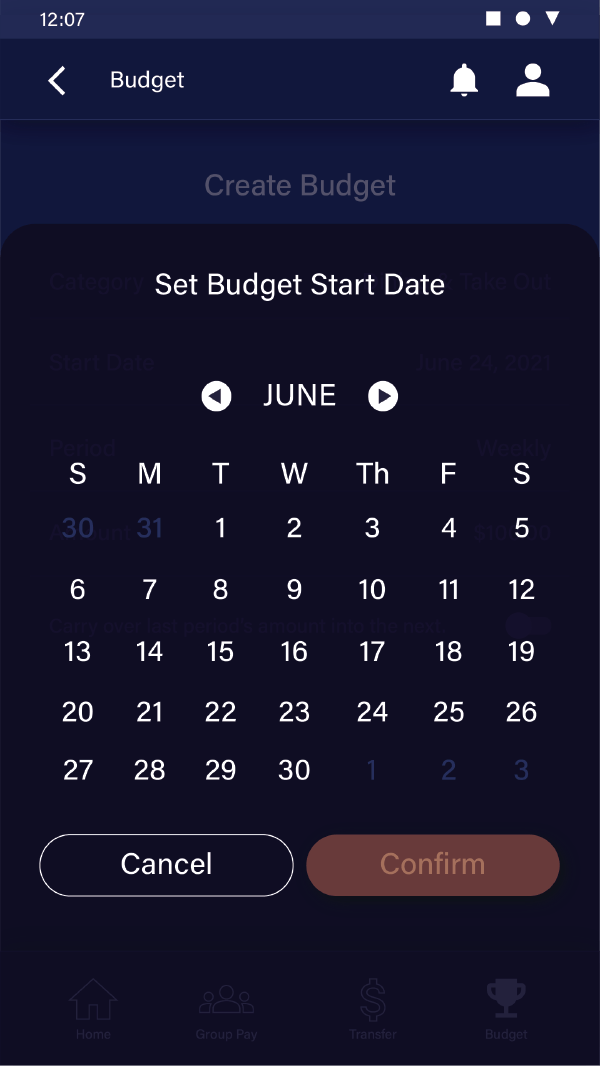 12:07
Budget
Create Budget
Category & Take Out
Set Budget Start Date
Start Date June 24, 2021
JUNE
Period Weekly
S M T W Th F S
30 31 1 2 3 4 5
6 7 8 9 10 11 12
Carry over last period's amount into the next.
13 14 15 16 17 18 19
20 21 22 23 24 25 26
27 28 29 30 1 2 3
Cancel Confirm
Home Group Pay Transfer Budget